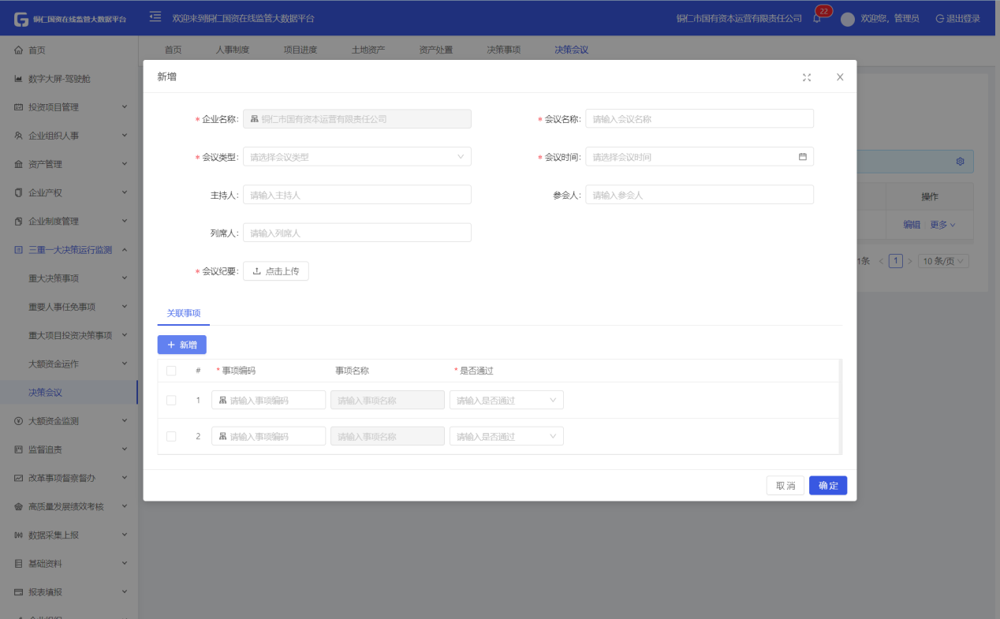 铜仁国资在线监管大数据平台
欢迎来到铜仁国资在线监管大数据平台
铜仁市国有资本运营有限责任公司
22
欢迎您，管理员
退出登录
首页
数字大屏-驾驶舱
投资项目管理
企业组织人事
资产管理
企业产权
企业制度管理
三重一大决策运行监测
重大决策事项
重要人事任免事项
重大项目投资决策事项
大额资金运作
决策会议
大额资金监测
监督追责
改革事项督察督办
高质量发展绩效考核
数据采集上报
基础资料
报表填报
首页 人事制度 项目进度 土地资产 资产处置 决策事项 决策会议
新增
* 企业名称: 铜仁市国有资本运营有限责任公司
* 会议名称: 请输入会议名称
* 会议类型: 请选择会议类型
* 会议时间: 请选择会议时间
主持人: 请输入主持人
参会人: 请输入参会人
列席人: 请输入列席人
* 会议纪要: 点击上传
关联事项
+ 新增
# * 事项编码 事项名称 * 是否通过
1 请输入事项编码 请输入事项名称 请输入是否通过
2 请输入事项编码 请输入事项名称 请输入是否通过
取消 确定
操作
编辑 更多
1条 < 1 > 10 条/页